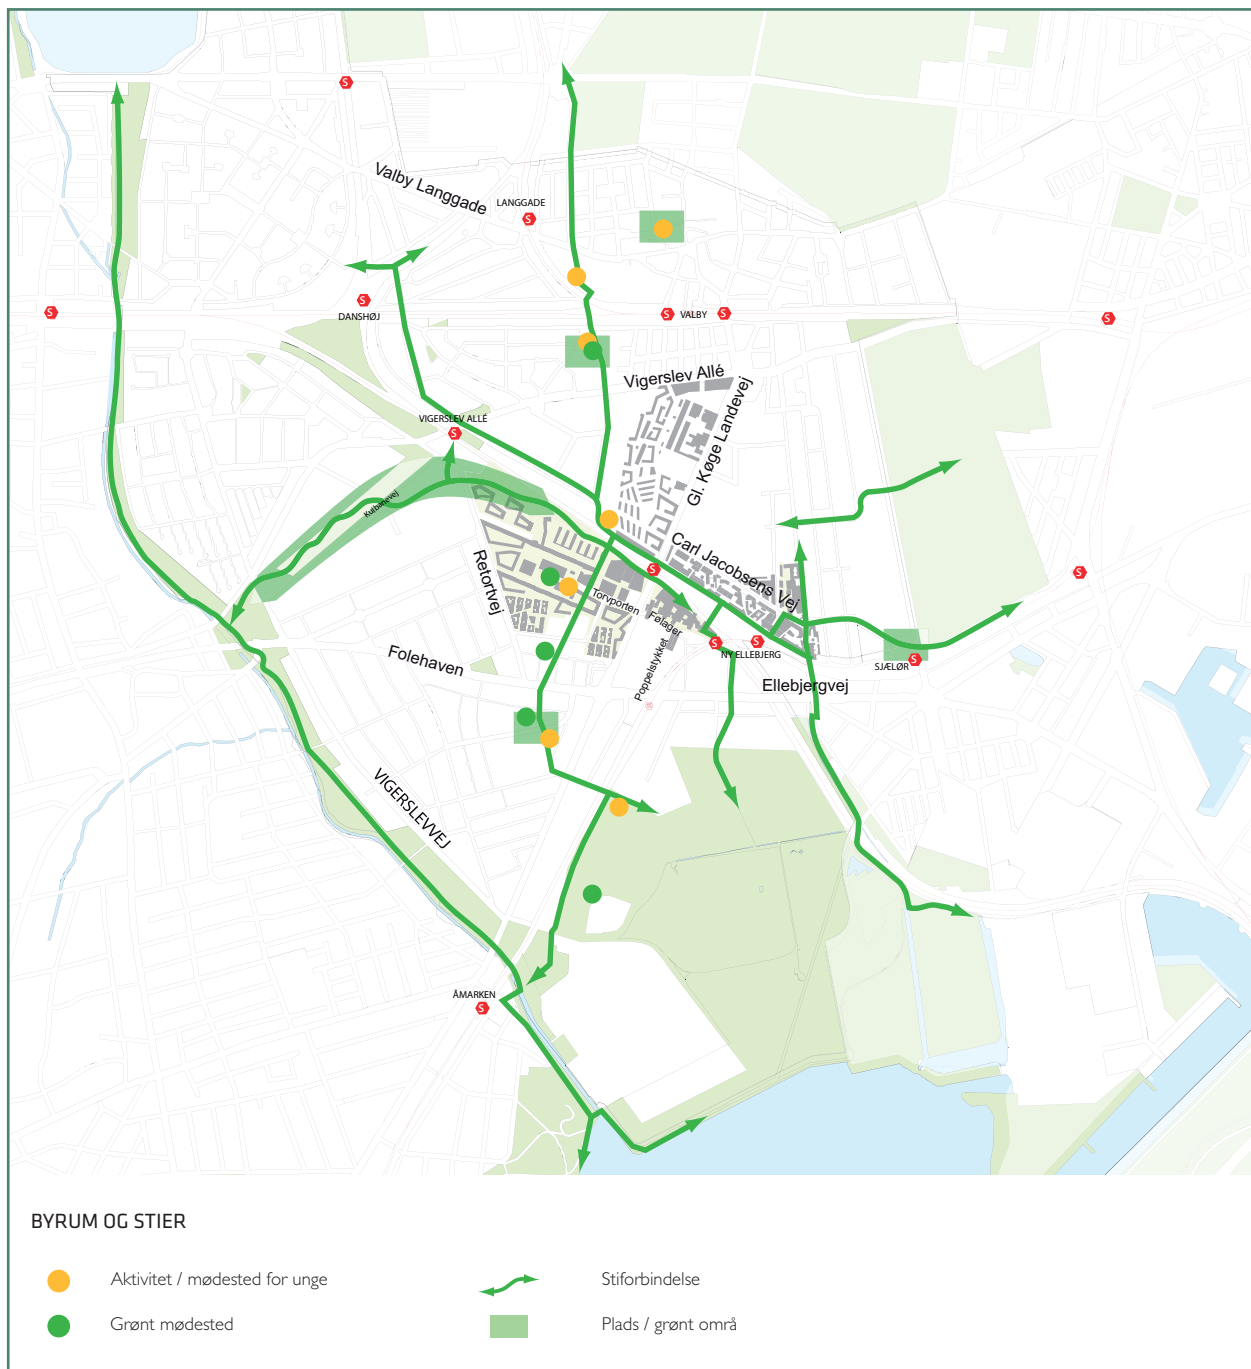 S
Valby Langgade
LANGGADE
S
S
DANSHØJ
S
S
VALBY
S
S
Vigerslev Allé
Gl. Køge Landevej
VIGERSLEV ALLÉ
S
Kulbanevej
Carl Jacobsens Vej
Retortvej
S
S
Torvporten
Følager
Poppelstykket
S
S
NY ELLEBJERG
SJÆLØR
S
Folehaven
Ellebjergvej
VIGERSLEVVEJ
ÅMARKEN
S
BYRUM OG STIER
Aktivitet / mødested for unge
Stiforbindelse
Grønt mødested
Plads / grønt områ